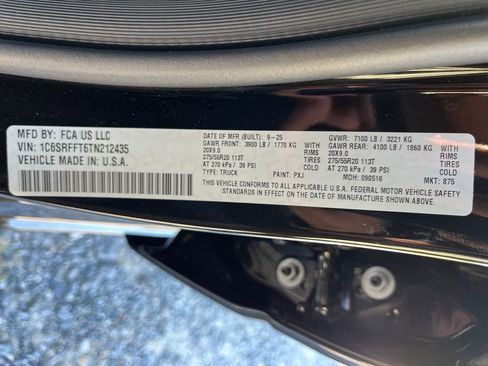 MFD BY: FCA US LLC
VIN: 1C6SRFFT6TN212435
VEHICLE MADE IN U.S.A.
DATE OF MFR (BUILT): 9-25 GVWR: 7100 LB / 3221 KG
GAWR FRONT: 3900 LB / 1770 KG WITH GAWR REAR: 4100 LB / 1860 KG WITH
20X9.0 RIMS 20X9.0 RIMS
275/55R20 113T TIRES 275/55R20 113T TIRES
AT 270 kPa / 39 PSI COLD AT 270 kPa / 39 PSI COLD
TYPE: TRUCK PAINT: PXJ MDH: 090516 MKT: 875
THIS VEHICLE CONFORMS TO ALL APPLICABLE U.S.A. FEDERAL MOTOR VEHICLE SAFETY
STANDARDS IN EFFECT ON THE DATE OF MANUFACTURE SHOWN ABOVE.